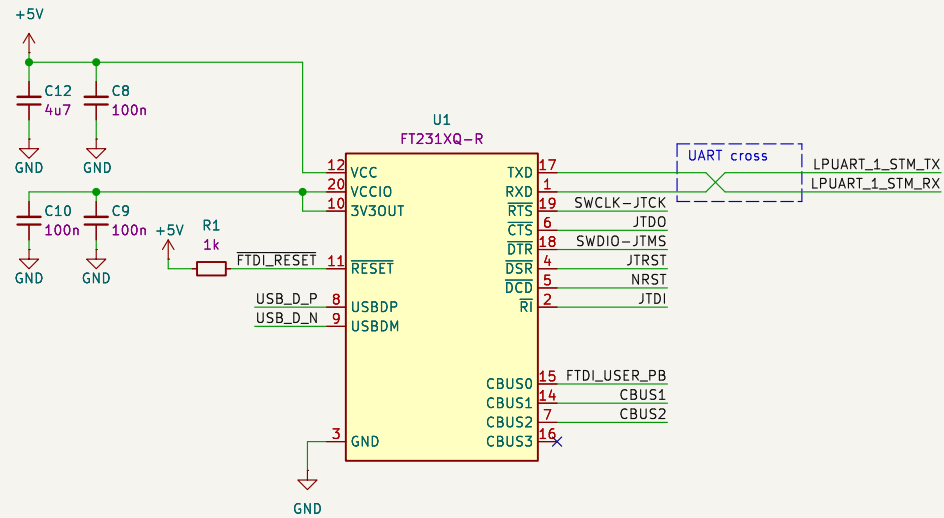 +5V
C12
4u7
C8
100n
GND
GND
C10
100n
C9
100n
GND
GND
+5V
R1
1k
FTDI_RESET
USB_D_P
USB_D_N
GND
U1
FT231XQ-R
12 VCC
20 VCCIO
10 3V3OUT
11 RESET
8 USBDP
9 USBDM
3 GND
TXD 17
RXD 1
RTS 19 SWCLK-JTCK
CTS 6 JTDO
DTR 18 SWDIO-JTMS
DSR 4 JTRST
DCD 5 NRST
RI 2 JTDI
CBUS0 15 FTDI_USER_PB
CBUS1 14 CBUS1
CBUS2 7 CBUS2
CBUS3 16
UART cross
LPUART_1_STM_TX
LPUART_1_STM_RX